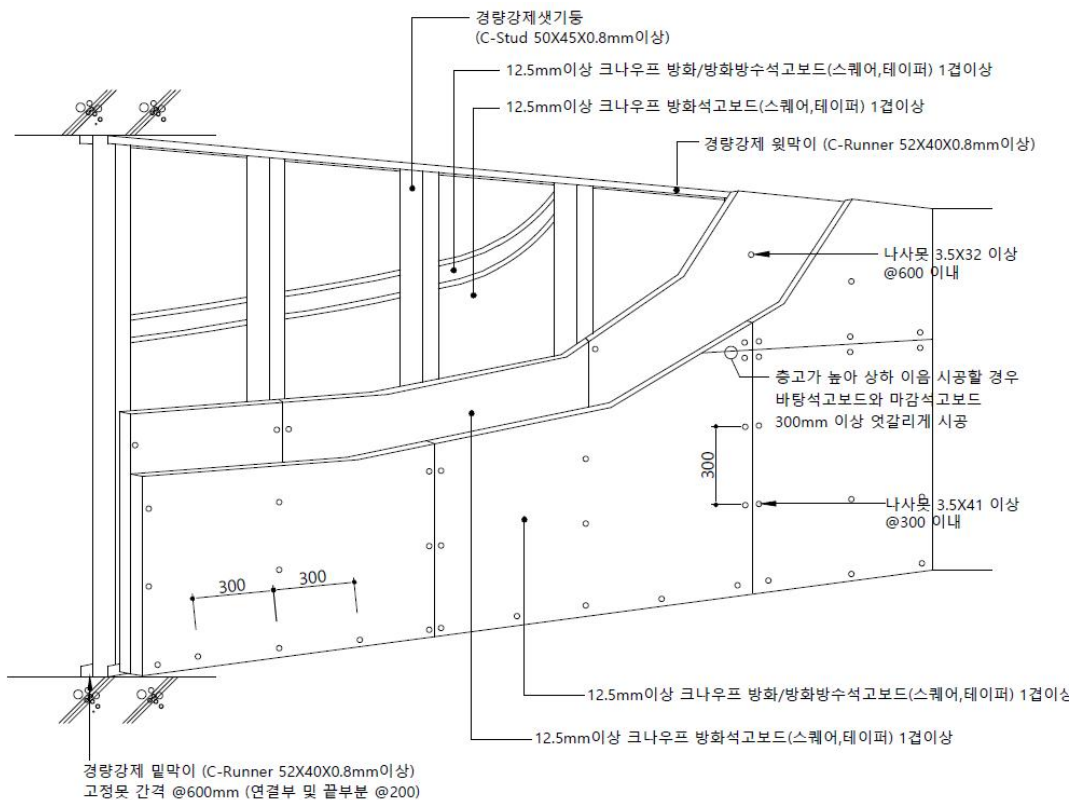 경량강제샛기둥
(C-Stud 50X45X0.8mm이상)
12.5mm이상 크나우프 방화/방화방수석고보드(스퀘어,테이퍼) 1겹이상
12.5mm이상 크나우프 방화석고보드(스퀘어,테이퍼) 1겹이상
경량강제 윗막이 (C-Runner 52X40X0.8mm이상)
나사못 3.5X32 이상
@600 이내
층고가 높아 상하 이음 시공할 경우
바탕석고보드와 마감석고보드
300mm 이상 엇갈리게 시공
300
나사못 3.5X41 이상
@300 이내
300
300
12.5mm이상 크나우프 방화/방화방수석고보드(스퀘어,테이퍼) 1겹이상
12.5mm이상 크나우프 방화석고보드(스퀘어,테이퍼) 1겹이상
경량강제 밑막이 (C-Runner 52X40X0.8mm이상)
고정못 간격 @600mm (연결부 및 끝부분 @200)